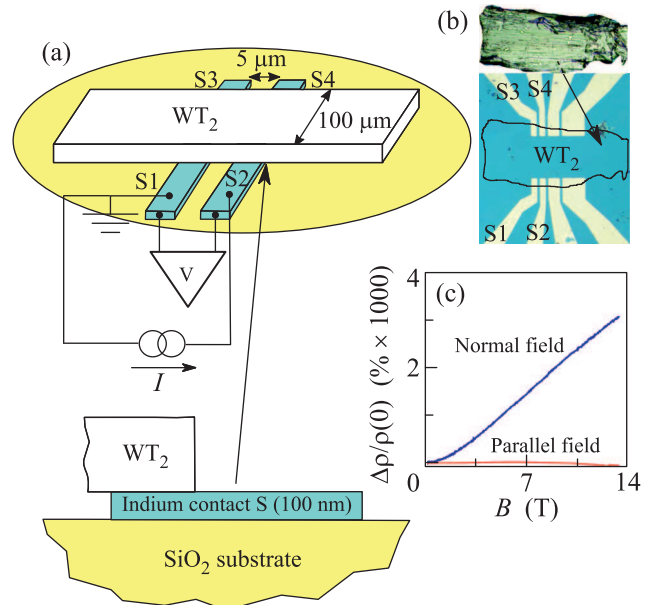 (a)
5 μm
S3
S4
WT₂
100 μm
S1
S2
V
I
WT₂
Indium contact S (100 nm)
SiO₂ substrate
(b)
S3
S4
WT₂
S1
S2
(c)
4
2
0
7
14
Normal field
Parallel field
Δρ/ρ(0) (% × 1000)
B (T)